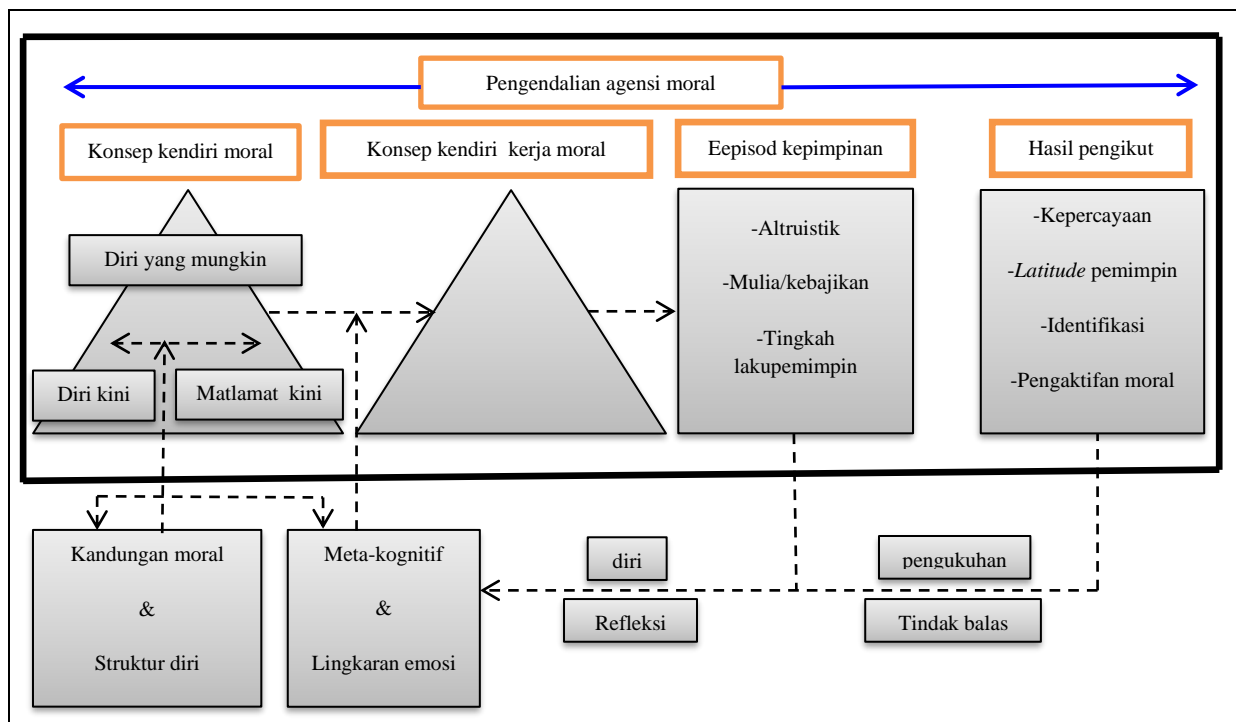 Pengendalian agensi moral
Konsep kendiri moral
Konsep kendiri kerja moral
Eepisod kepimpinan
Hasil pengikut
Diri yang mungkin
Diri kini
Matlamat kini
-Altruistik
-Mulia/kebajikan
-Tingkah
lakupemimpin
-Kepercayaan
-Latitude pemimpin
-Identifikasi
-Pengaktifan moral
Kandungan moral
&
Struktur diri
Meta-kognitif
&
Lingkaran emosi
diri
Refleksi
pengukuhan
Tindak balas